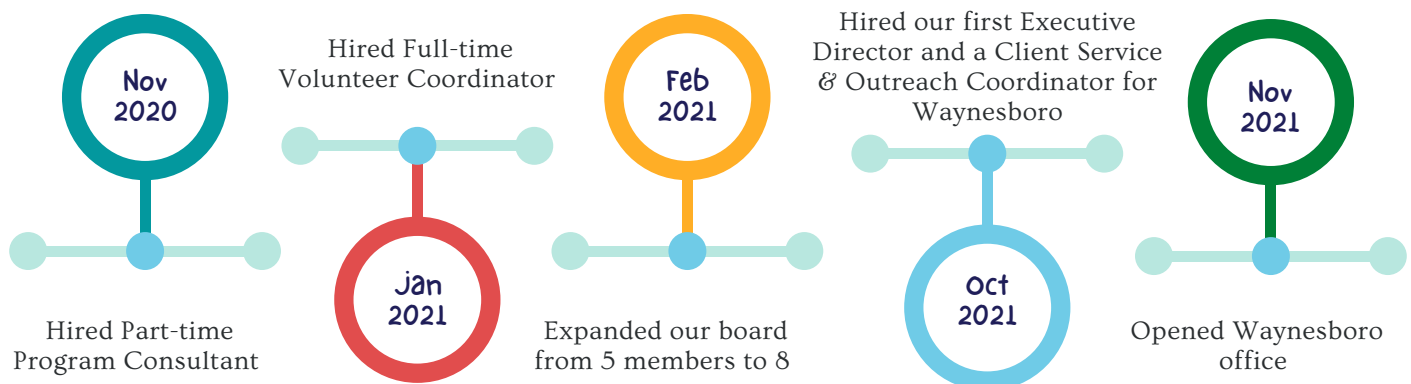 Nov
2020
Hired Part-time
Program Consultant
Hired Full-time
Volunteer Coordinator
Jan
2021
Feb
2021
Expanded our board
from 5 members to 8
Hired our first Executive
Director and a Client Service
& Outreach Coordinator for
Waynesboro
Oct
2021
Nov
2021
Opened Waynesboro
office